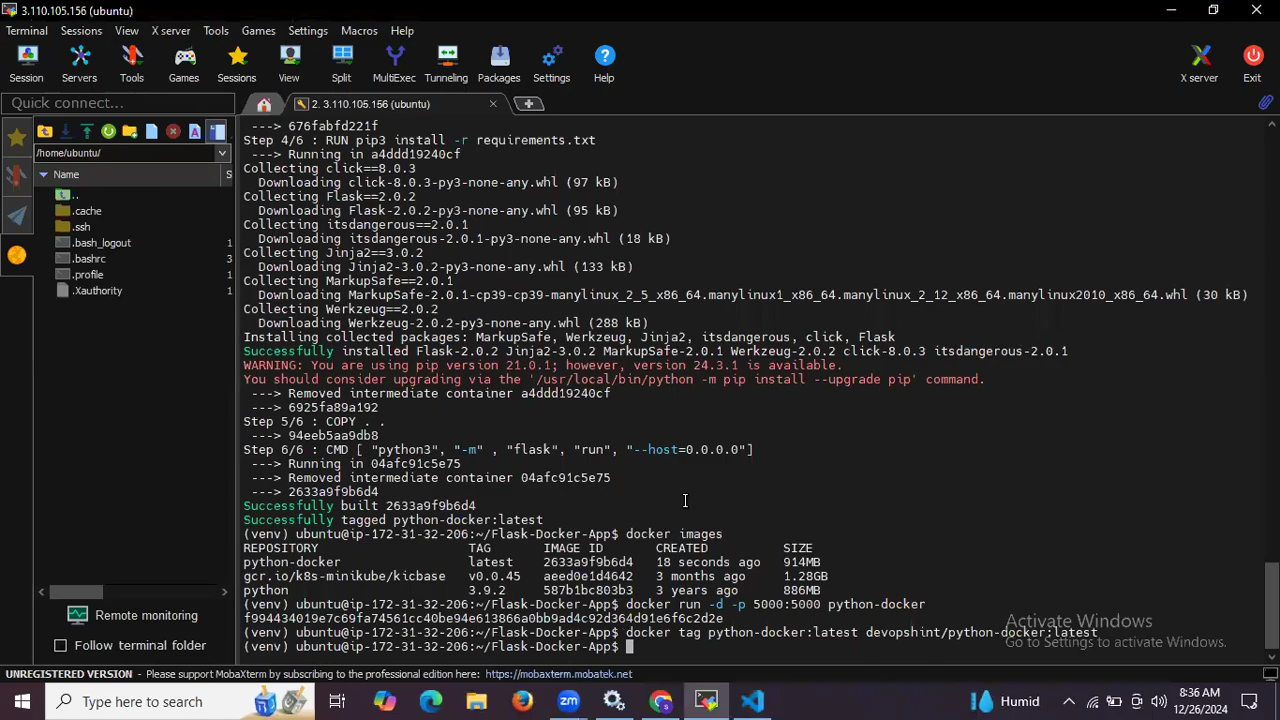 3.110.105.156 (ubuntu)
Terminal Sessions View X server Tools Games Settings Macros Help
Session Servers Tools Games Sessions View Split MultiExec Tunneling Packages Settings Help X server Exit
Quick connect...
2. 3.110.105.156 (ubuntu)
/home/ubuntu/
Name S
..
.cache
.ssh
.bash_logout 1
.bashrc 3
.profile 1
.Xauthority 1
Remote monitoring
Follow terminal folder
---> 676fabfd221f
Step 4/6 : RUN pip3 install -r requirements.txt
---> Running in a4ddd19240cf
Collecting click==8.0.3
Downloading click-8.0.3-py3-none-any.whl (97 kB)
Collecting Flask==2.0.2
Downloading Flask-2.0.2-py3-none-any.whl (95 kB)
Collecting itsdangerous==2.0.1
Downloading itsdangerous-2.0.1-py3-none-any.whl (18 kB)
Collecting Jinja2==3.0.2
Downloading Jinja2-3.0.2-py3-none-any.whl (133 kB)
Collecting MarkupSafe==2.0.1
Downloading MarkupSafe-2.0.1-cp39-cp39-manylinux_2_5_x86_64.manylinux1_x86_64.manylinux_2_12_x86_64.manylinux2010_x86_64.whl (30 kB)
Collecting Werkzeug==2.0.2
Downloading Werkzeug-2.0.2-py3-none-any.whl (288 kB)
Installing collected packages: MarkupSafe, Werkzeug, Jinja2, itsdangerous, click, Flask
Successfully installed Flask-2.0.2 Jinja2-3.0.2 MarkupSafe-2.0.1 Werkzeug-2.0.2 click-8.0.3 itsdangerous-2.0.1
WARNING: You are using pip version 21.0.1; however, version 24.3.1 is available.
You should consider upgrading via the '/usr/local/bin/python -m pip install --upgrade pip' command.
---> Removed intermediate container a4ddd19240cf
---> 6925fa89a192
Step 5/6 : COPY . .
---> 94eeb5aa9db8
Step 6/6 : CMD [ "python3", "-m" , "flask", "run", "--host=0.0.0.0"]
---> Running in 04afc91c5e75
---> Removed intermediate container 04afc91c5e75
---> 2633a9f9b6d4
Successfully built 2633a9f9b6d4
Successfully tagged python-docker:latest
(venv) ubuntu@ip-172-31-32-206:~/Flask-Docker-App$ docker images
REPOSITORY TAG IMAGE ID CREATED SIZE
python-docker latest 2633a9f9b6d4 18 seconds ago 914MB
gcr.io/k8s-minikube/kicbase v0.0.45 aeed0e1d4642 3 months ago 1.28GB
python 3.9.2 587b1bc803b3 3 years ago 886MB
(venv) ubuntu@ip-172-31-32-206:~/Flask-Docker-App$ docker run -d -p 5000:5000 python-docker
f994434019e7c69fa74561cc40be94e613866a0bb9ad4c92d364d91e6f6c2d2e
(venv) ubuntu@ip-172-31-32-206:~/Flask-Docker-App$ docker tag python-docker:latest devopshint/python-docker:latest
(venv) ubuntu@ip-172-31-32-206:~/Flask-Docker-App$
Activate Windows
Go to Settings to activate Windows.
UNREGISTERED VERSION - Please support MobaXterm by subscribing to the professional edition here: https://mobaxterm.mobatek.net
Type here to search
Humid
8:36 AM
12/26/2024